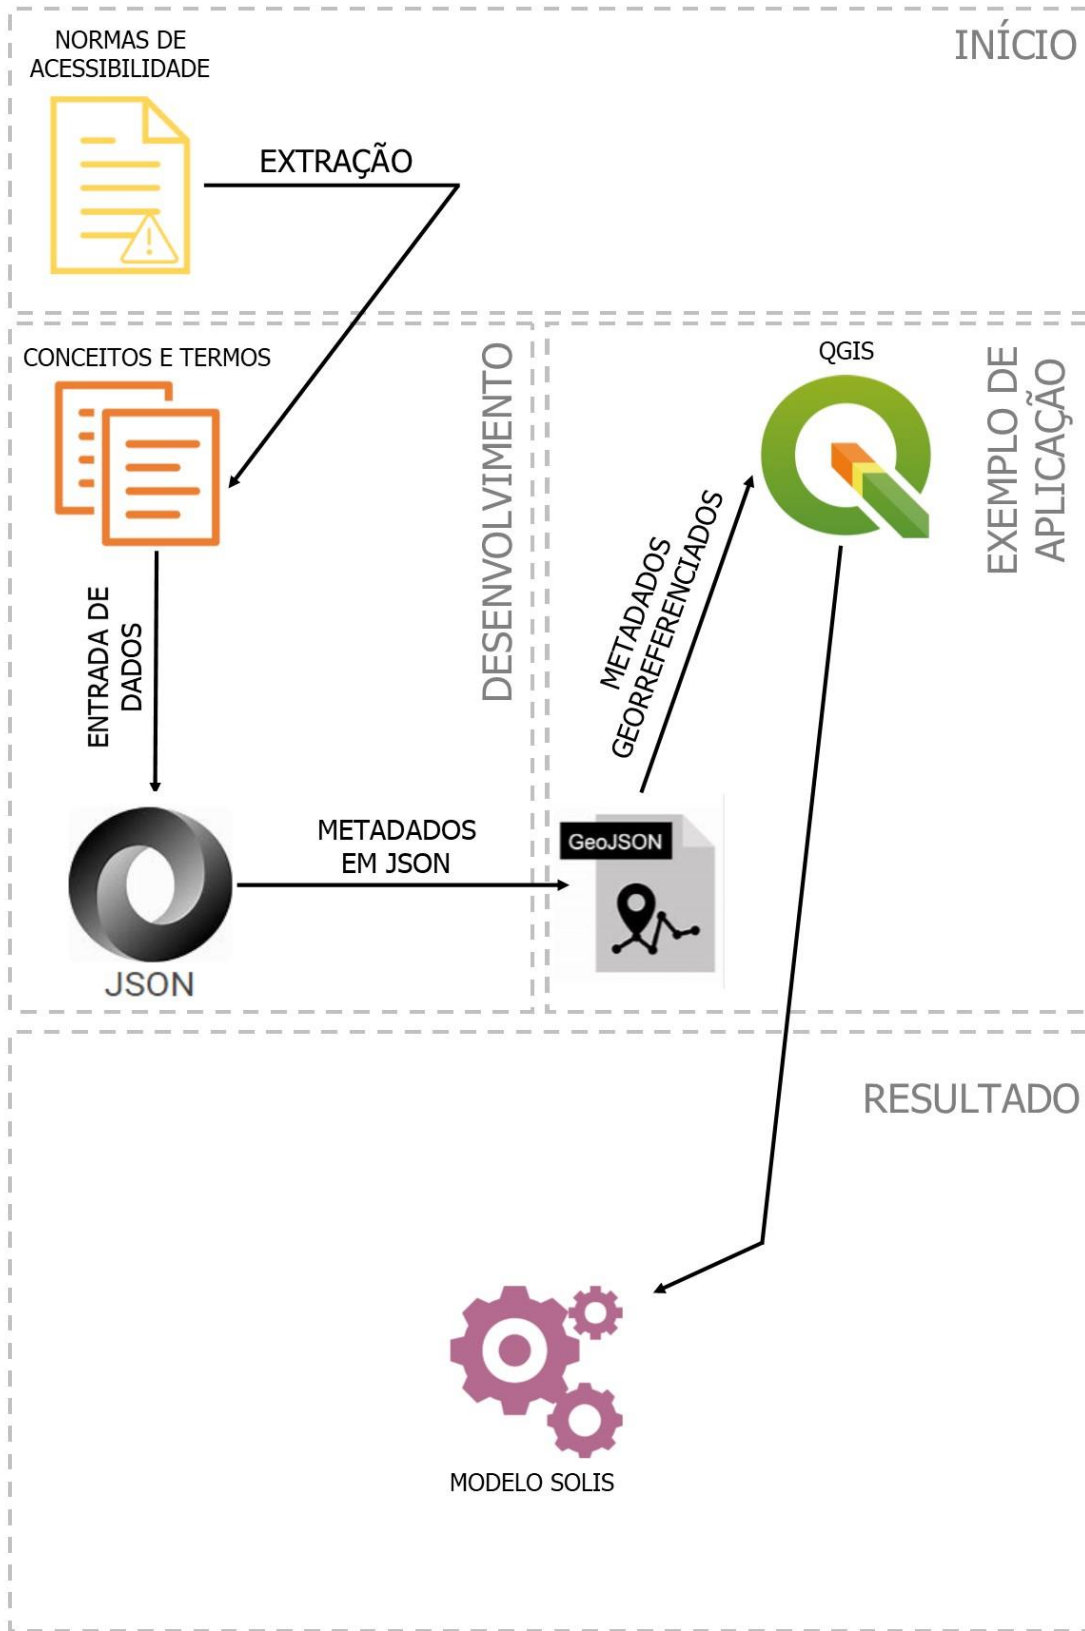 INÍCIO
NORMAS DE
ACESSIBILIDADE
EXTRAÇÃO
CONCEITOS E TERMOS
DESENVOLVIMENTO
ENTRADA DE
DADOS
JSON
METADADOS
EM JSON
QGIS
EXEMPLO DE
APLICAÇÃO
METADADOS
GEORREFERENCIADOS
GeoJSON
RESULTADO
MODELO SOLIS